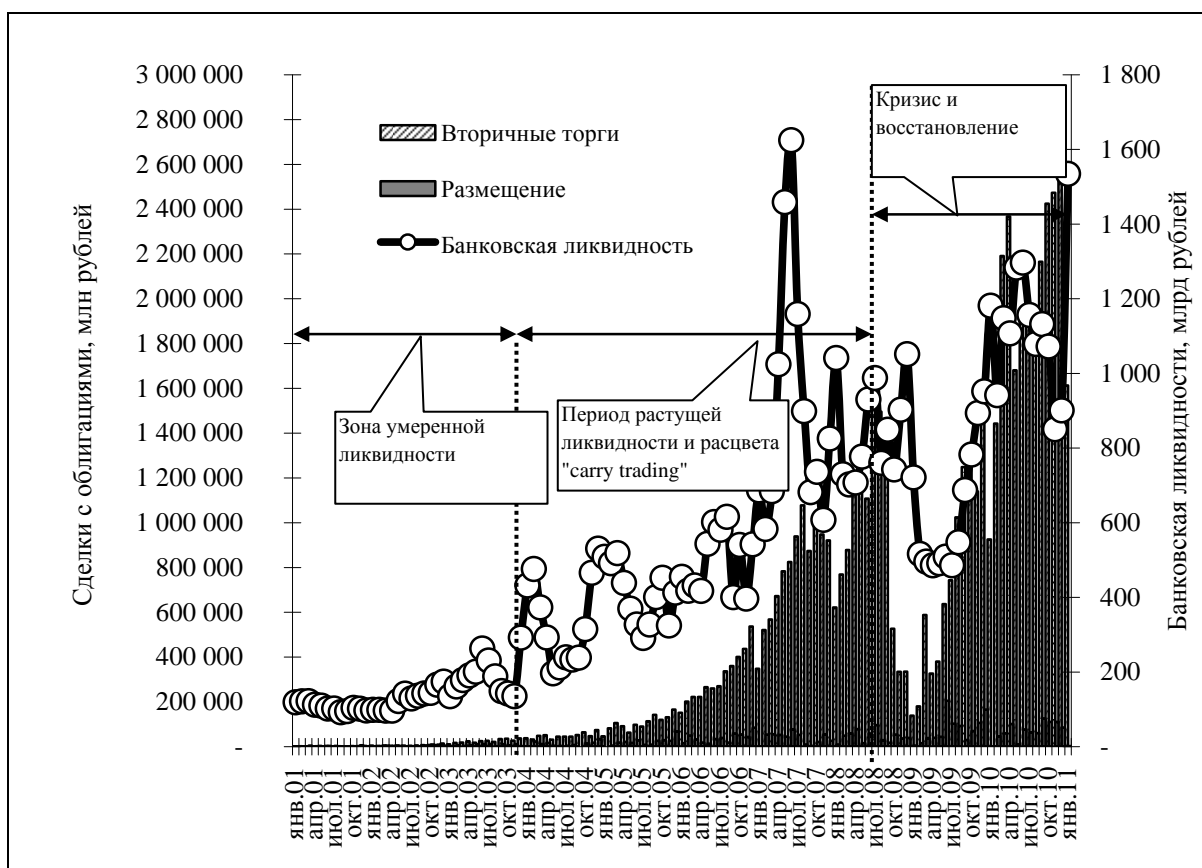 3 000 000
2 800 000
2 600 000
2 400 000
2 200 000
2 000 000
1 800 000
1 600 000
1 400 000
1 200 000
1 000 000
800 000
600 000
400 000
200 000
-
Сделки с облигациями, млн рублей
Вторичные торги
Размещение
Банковская ликвидность
Кризис и
восстановление
Зона умеренной
ликвидности
Период растущей
ликвидности и расцвета
"carry trading"
1 800
1 600
1 400
1 200
1 000
800
600
400
200
-
Банковская ликвидности, млрд рублей
янв.01
апр.01
июл.01
окт.01
янв.02
апр.02
июл.02
окт.02
янв.03
апр.03
июл.03
окт.03
янв.04
апр.04
июл.04
окт.04
янв.05
апр.05
июл.05
окт.05
янв.06
апр.06
июл.06
окт.06
янв.07
апр.07
июл.07
окт.07
янв.08
апр.08
июл.08
окт.08
янв.09
апр.09
июл.09
окт.09
янв.10
апр.10
июл.10
окт.10
янв.11